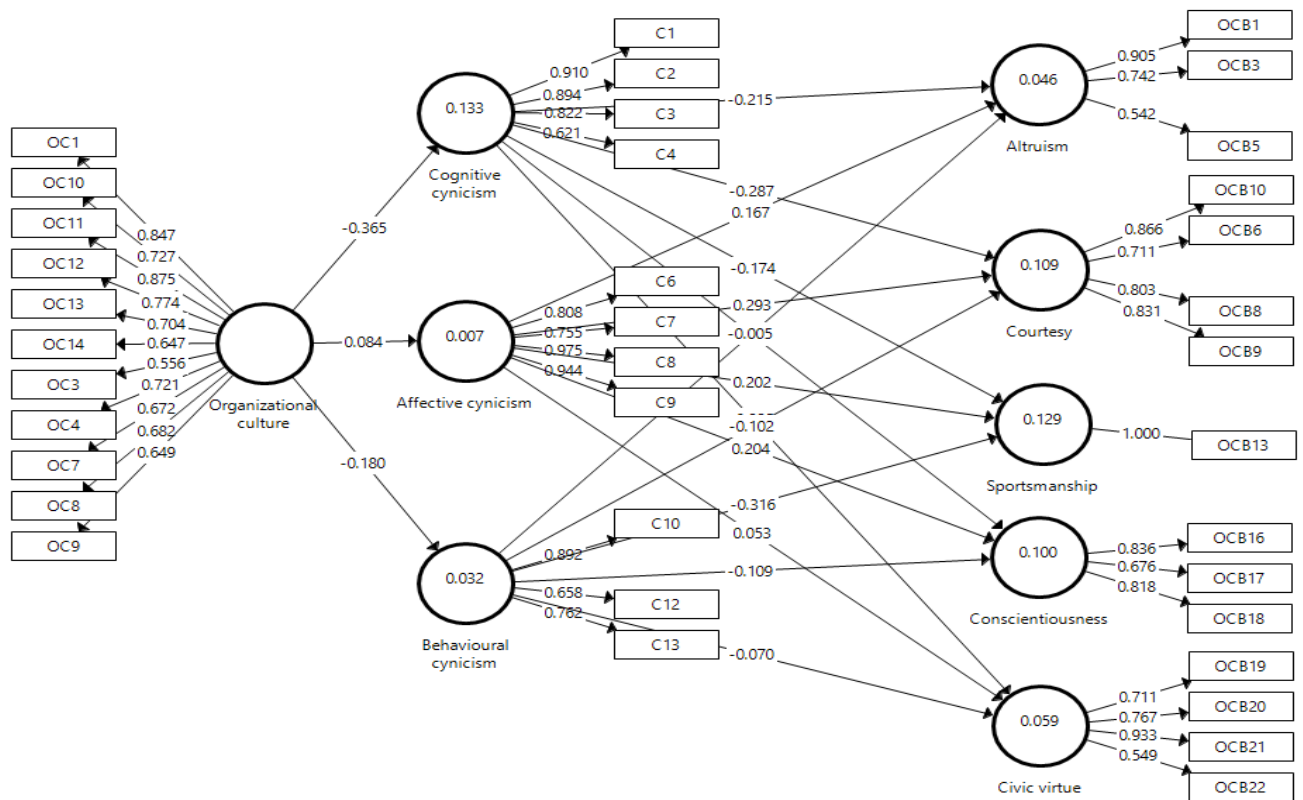 OC1
OC10
OC11
OC12
OC13
OC14
OC3
OC4
OC7
OC8
OC9
0.847
0.727
0.875
0.774
0.704
0.647
0.556
0.721
0.672
0.682
0.649
Organizational
culture
-0.365
0.084
-0.180
0.133
Cognitive
cynicism
0.007
Affective cynicism
0.032
Behavioural
cynicism
0.910
0.894
0.822
0.621
C1
C2
C3
C4
0.808
0.755
0.975
0.944
C6
C7
C8
C9
0.892
0.658
0.762
C10
C12
C13
-0.215
-0.287
0.167
-0.174
0.293
-0.005
0.202
-0.102
0.204
-0.316
0.053
-0.109
-0.070
0.046
Altruism
0.109
Courtesy
0.129
Sportsmanship
0.100
Conscientiousness
0.059
Civic virtue
0.905
0.742
0.542
OCB1
OCB3
OCB5
0.866
0.711
0.803
0.831
OCB10
OCB6
OCB8
OCB9
1.000
OCB13
0.836
0.676
0.818
OCB16
OCB17
OCB18
0.711
0.767
0.933
0.549
OCB19
OCB20
OCB21
OCB22